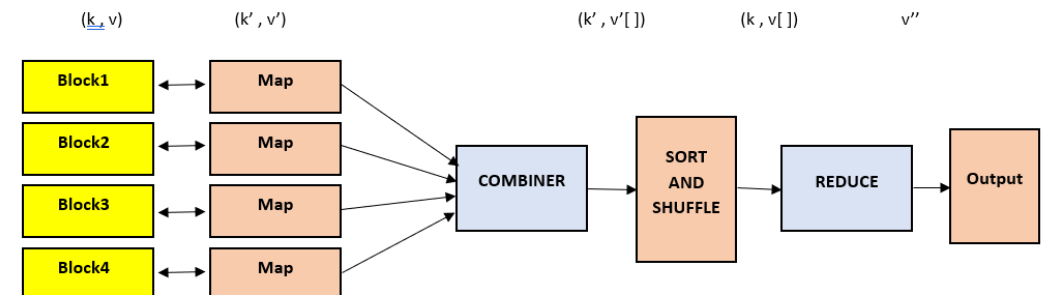 (k , v)
(k’ , v’)
(k’ , v’[ ])
(k , v[ ])
v’’
Block1
Map
Block2
Map
Block3
Map
Block4
Map
COMBINER
SORT
AND
SHUFFLE
REDUCE
Output